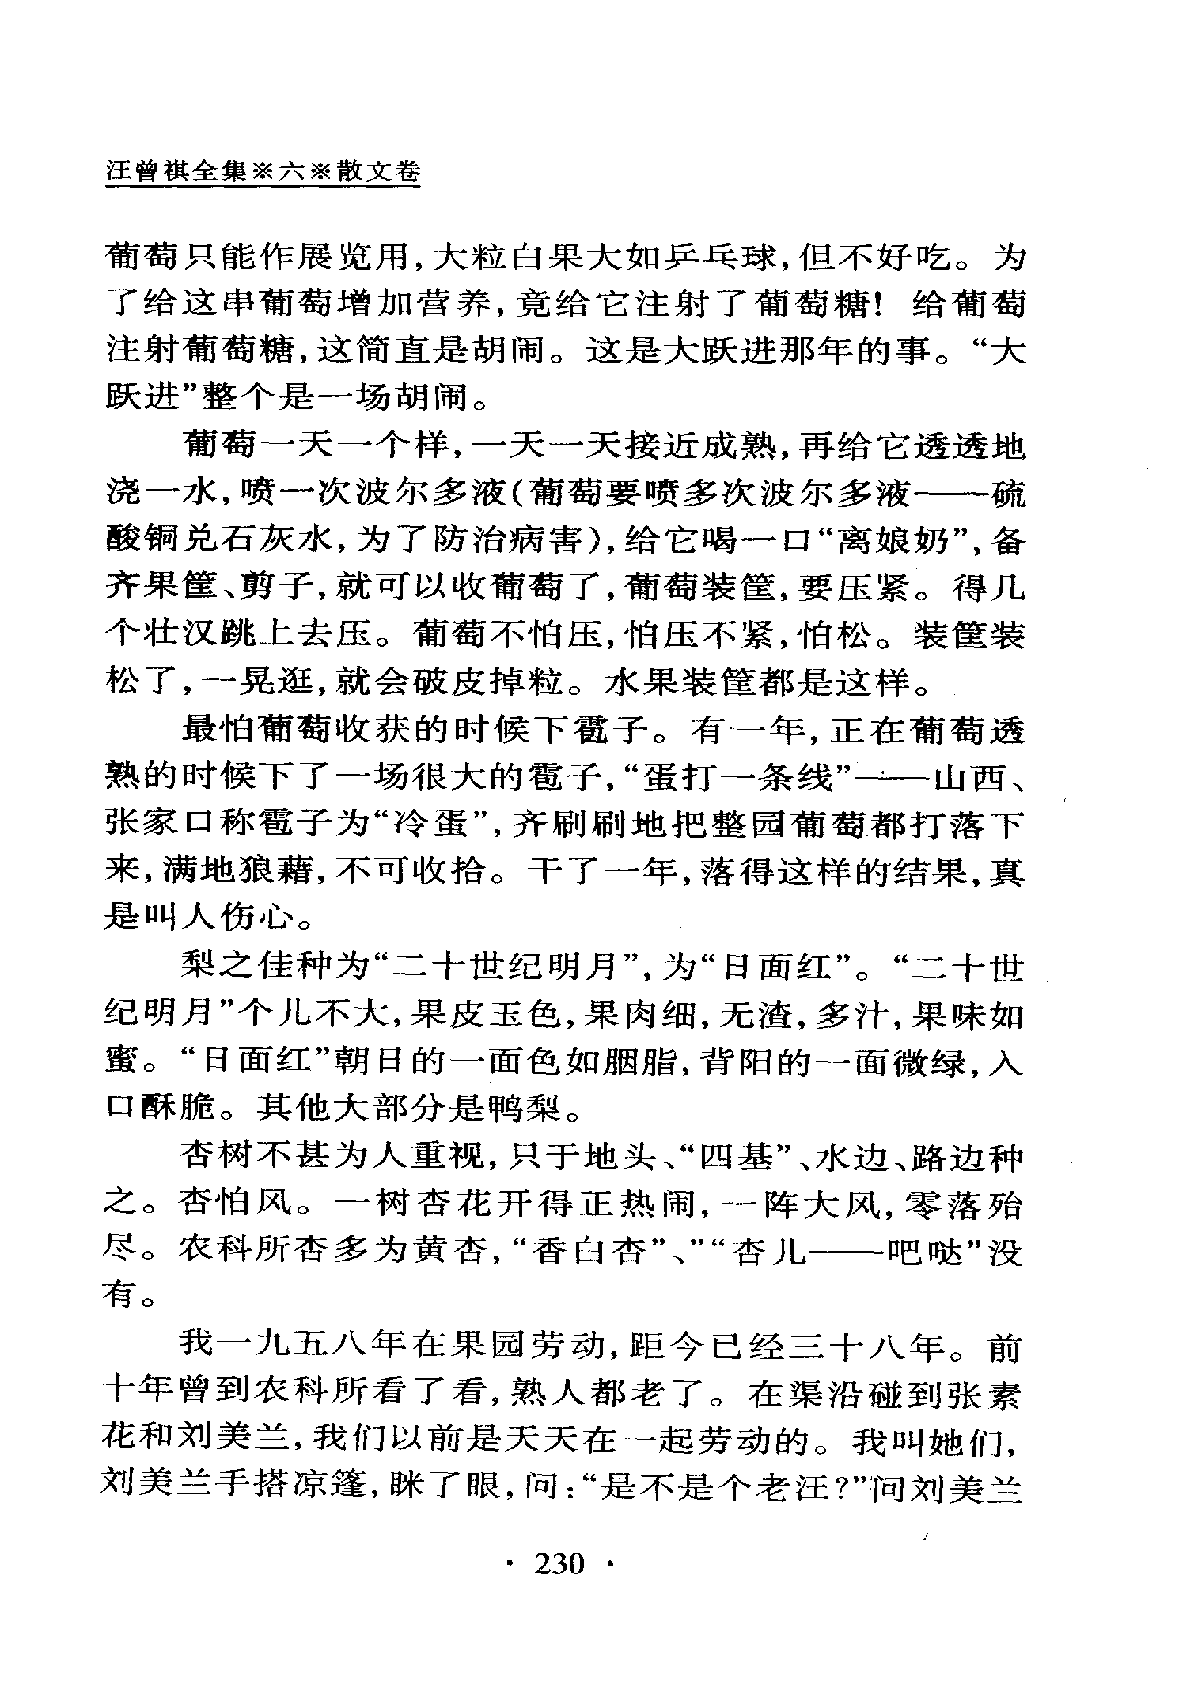 汪曾祺全集※六※散文卷
葡萄只能作展览用,大粒白果大如乒乓球,但不好吃。为
了给这串葡萄增加营养,竟给它注射了葡萄糖!给葡萄
注射葡萄糖,这简直是胡闹。这是大跃进那年的事。“大
跃进”整个是一场胡闹。
葡萄一天一个样,一天一天接近成熟,再给它透透地
浇一水,喷一次波尔多液(葡萄要喷多次波尔多液——硫
酸铜兑石灰水,为了防治病害),给它喝一口“离娘奶”,备
齐果筐、剪子,就可以收葡萄了,葡萄装筐,要压紧。得几
个壮汉跳上去压。葡萄不怕压,怕压不紧,怕松。装筐装
松了,一晃逛,就会破皮掉粒。水果装筐都是这样。
最怕葡萄收获的时候下雹子。有一年,正在葡萄透
熟的时候下了一场很大的雹子,“蛋打一条线”——山西、
张家口称雹子为“冷蛋”,齐刷刷地把整园葡萄都打落下
来,满地狼藉,不可收拾。干了一年,落得这样的结果,真
是叫人伤心。
梨之佳种为“二十世纪明月”,为“日面红”。“二十世
纪明月”个儿不大,果皮玉色,果肉细,无渣,多汁,果味如
蜜。“日面红”朝日的一面色如胭脂,背阳的一面微绿,入
口酥脆。其他大部分是鸭梨。
杏树不甚为人重视,只于地头、“四基”、水边、路边种
之。杏怕风。一树杏花开得正热闹,一阵大风,零落殆
尽。农科所杏多为黄杏,“香白杏”、”“杏儿——吧哒”没
有。
我一九五八年在果园劳动,距今已经三十八年。前
十年曾到农科所看了看,熟人都老了。在渠沿碰到张素
花和刘美兰,我们以前是天天在一起劳动的。我叫她们,
刘美兰手搭凉篷,眯了眼,问:“是不是个老汪?”问刘美兰
· 230 ·